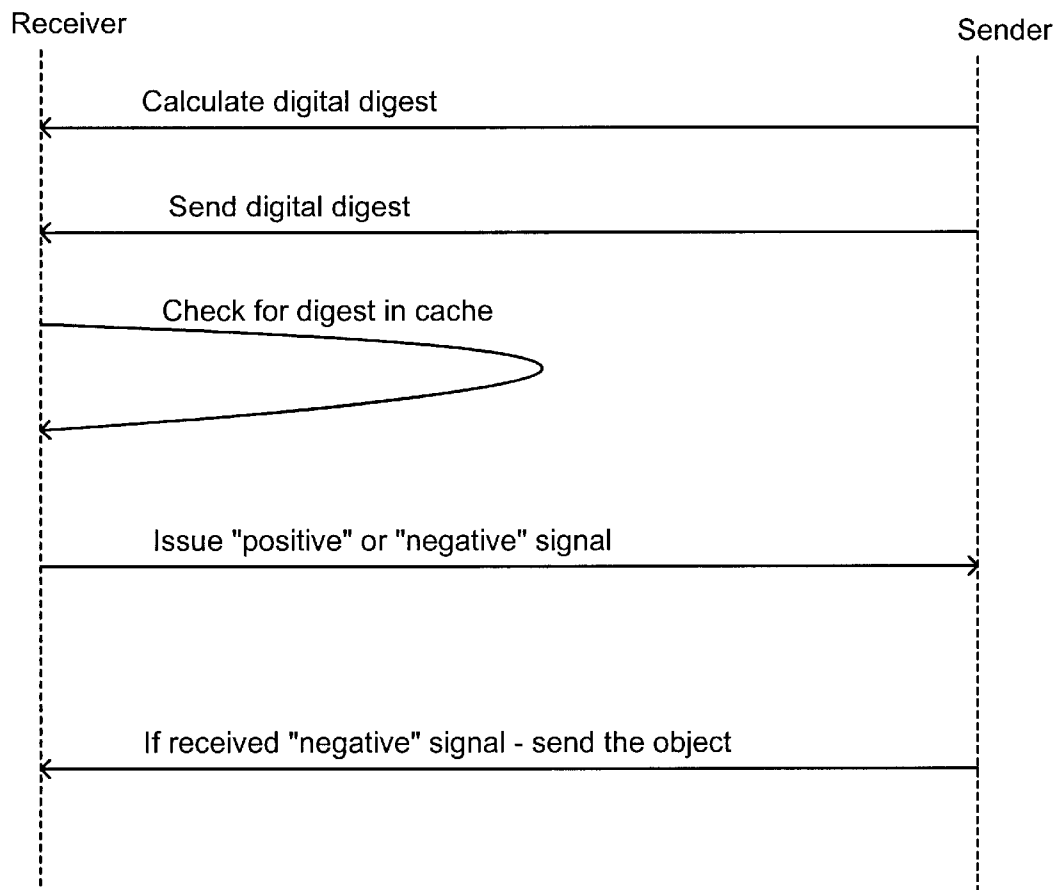 Receiver
Sender
Calculate digital digest
Send digital digest
Check for digest in cache
Issue "positive" or "negative" signal
If received "negative" signal - send the object